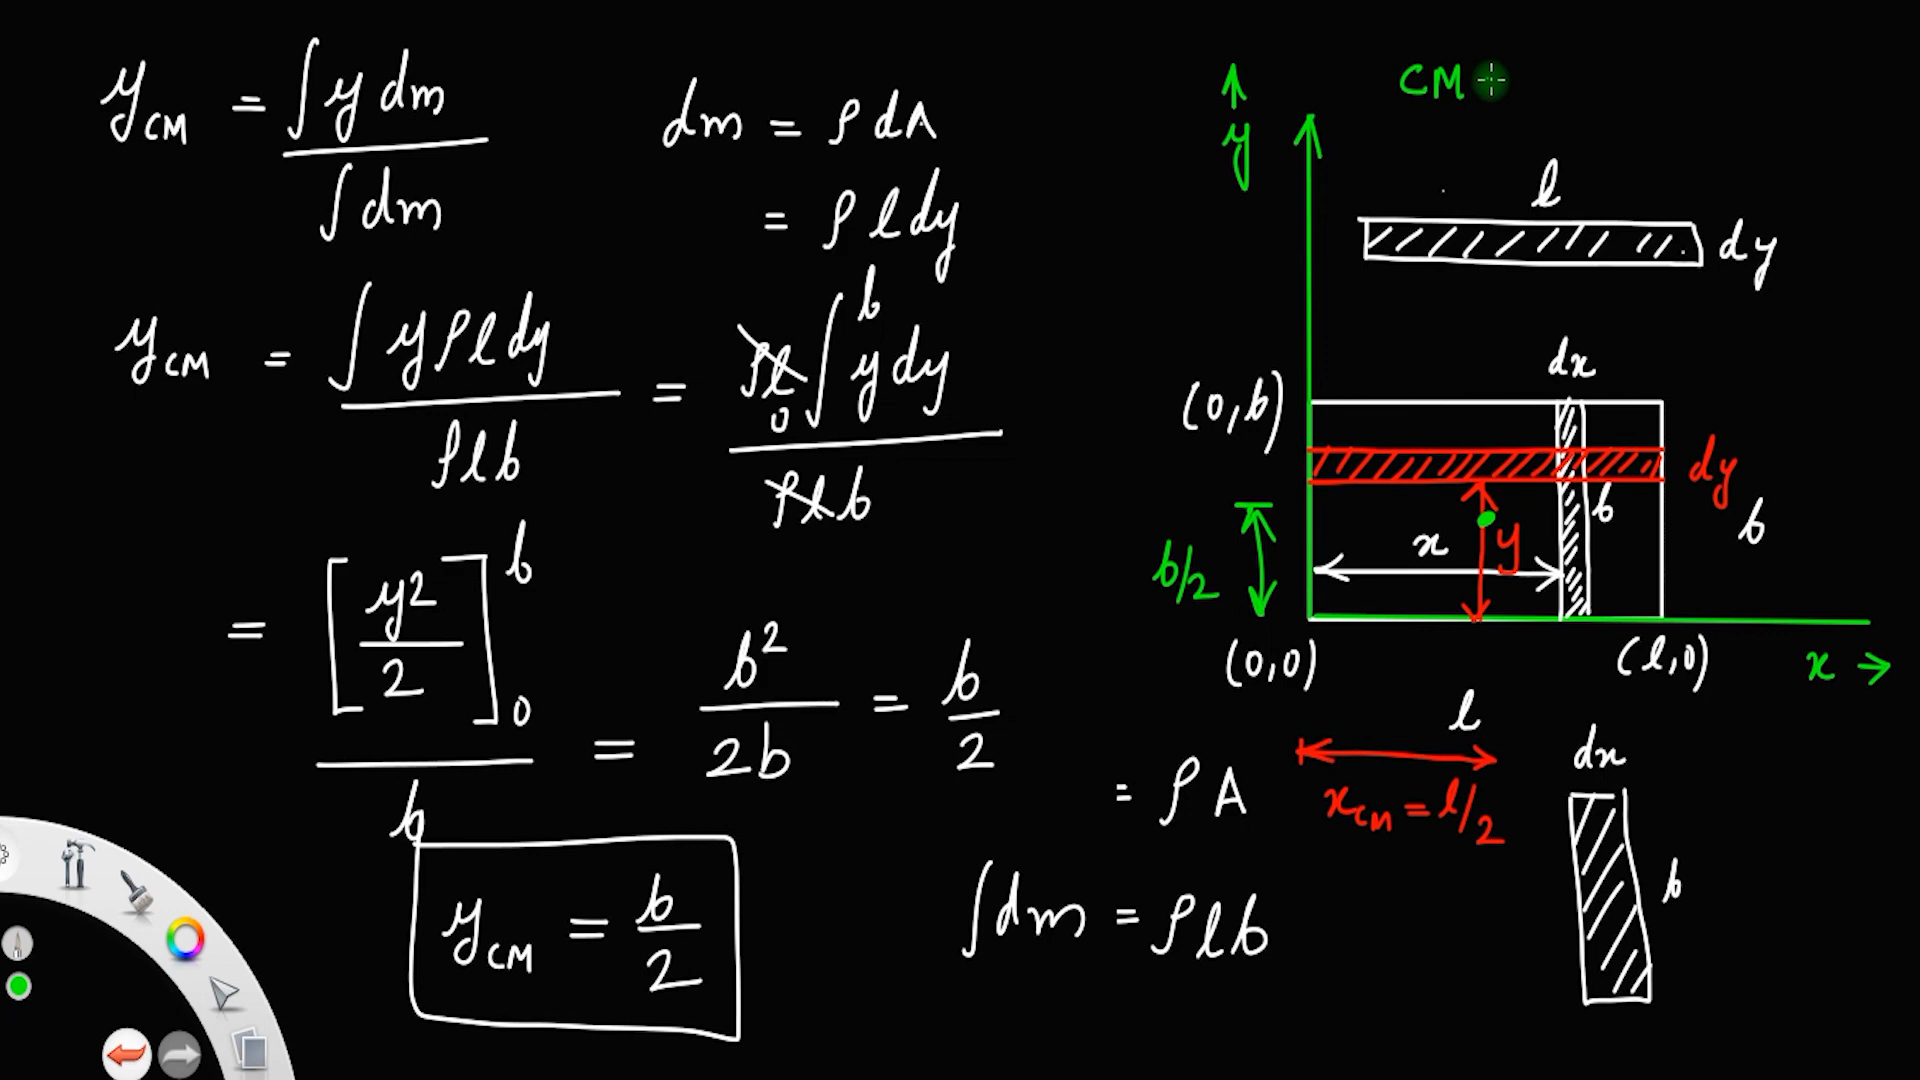 y_CM = ∫ y dm / ∫ dm
dm = ρ dA
= ρ l dy
y_CM = ∫ y ρ l dy / ρ l b = ρ l ∫₀ᵇ y dy / ρ l b
= [y²/2]₀ᵇ / b = b²/2b = b/2
y_CM = b/2
= ρ A
∫ dm = ρ l b
CM
y
l
dy
dx
(0,b)
dy
b
b
x
y
b/2
(0,0)
(l,0)
x →
l
x_CM = l/2
dx
b